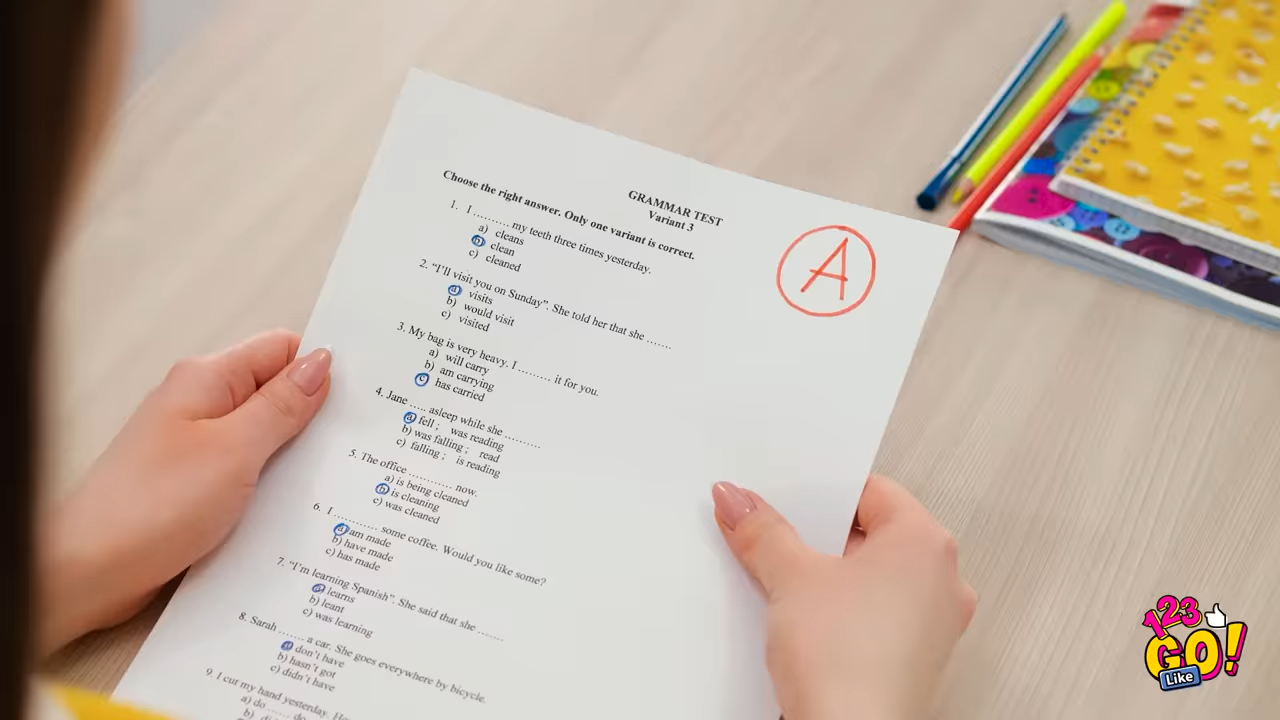 GRAMMAR TEST
Variant 3
Choose the right answer. Only one variant is correct.
1. I .......... my teeth three times yesterday.
a) cleans
b) clean
c) cleaned
2. "I'll visit you on Sunday". She told her that she .......
a) visits
b) would visit
c) visited
3. My bag is very heavy. I ......... it for you.
a) will carry
b) am carrying
c) has carried
4. Jane ..... asleep while she ..........
a) fell ; was reading
b) was falling ; read
c) falling ; is reading
5. The office ............ now.
a) is being cleaned
b) is cleaning
c) was cleaned
6. I ............ some coffee. Would you like some?
a) am made
b) have made
c) has made
7. "I'm learning Spanish". She said that she .......
a) learns
b) leant
c) was learning
8. Sarah ....... a car. She goes everywhere by bicycle.
a) don't have
b) hasn't got
c) didn't have
9. I cut my hand yesterday.
a) do ...... do
b)
A
123
GO!
Like